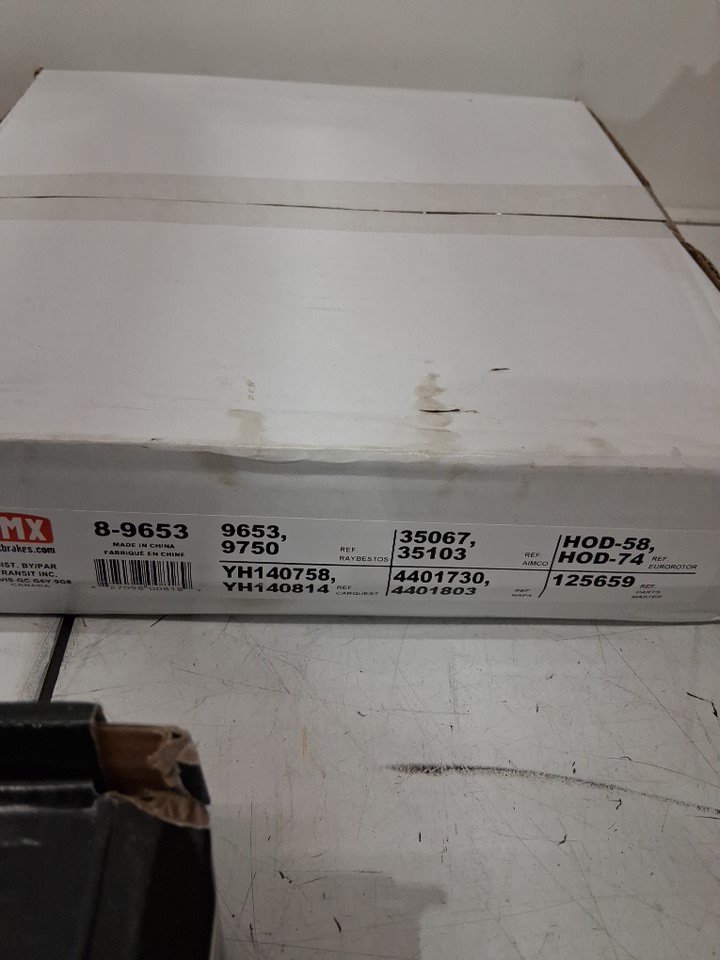 MX
brakes.com
DIST. BY/PAR
TRANSIT INC.
QC G6V
CANADA
8-9653
MADE IN CHINA
FABRIQUÉ EN CHINE
9653,
9750 REF RAYBESTOS
35067,
35103 REF AIMCO
HOD-58,
HOD-74 REF EUROROTOR
YH140758,
YH140814 REF CARQUEST
4401730,
4401803 REF NAPA
125659 REF PARTS MASTER